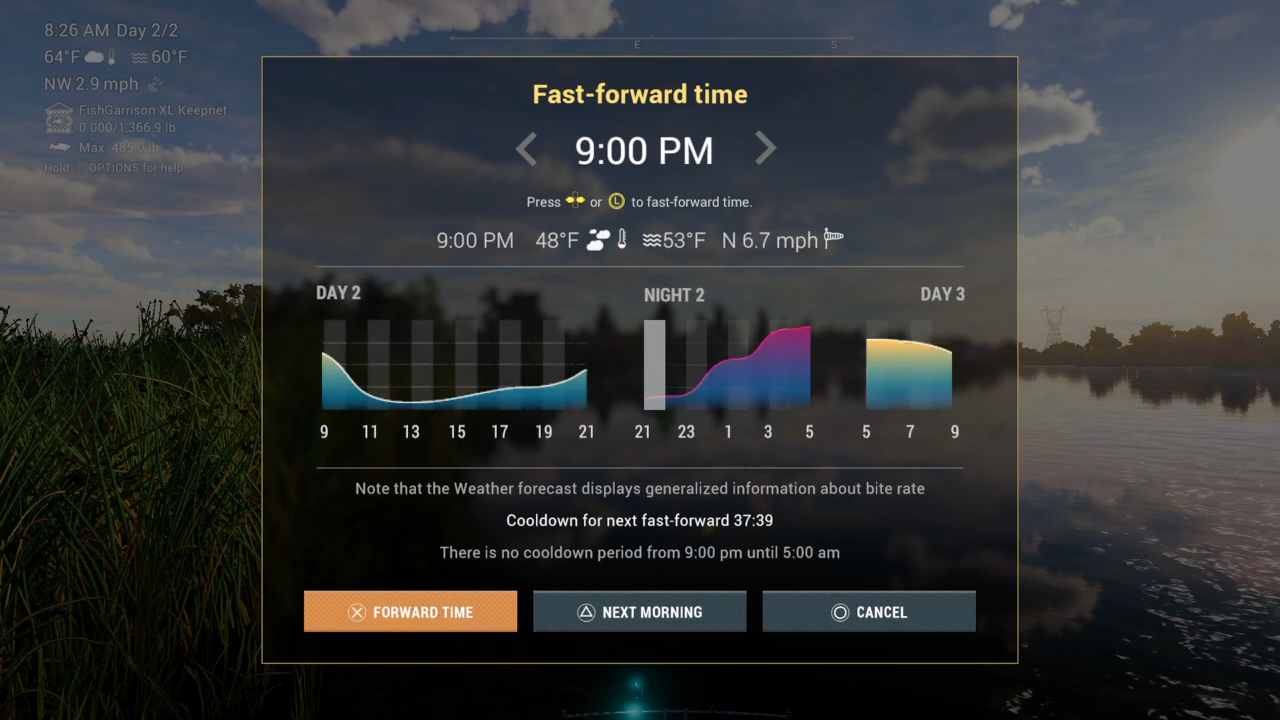 8:26 AM Day 2/2
64°F 60°F
NW 2.9 mph
FishGarrison XL Keepnet
0.000/1,366.9 lb
Max: 485.0 lb
Hold OPTIONS for help
E S
Fast-forward time
9:00 PM
Press or L to fast-forward time.
9:00 PM 48°F 53°F N 6.7 mph
DAY 2 NIGHT 2 DAY 3
9 11 13 15 17 19 21 21 23 1 3 5 5 7 9
Note that the Weather forecast displays generalized information about bite rate
Cooldown for next fast-forward 37:39
There is no cooldown period from 9:00 pm until 5:00 am
FORWARD TIME NEXT MORNING CANCEL